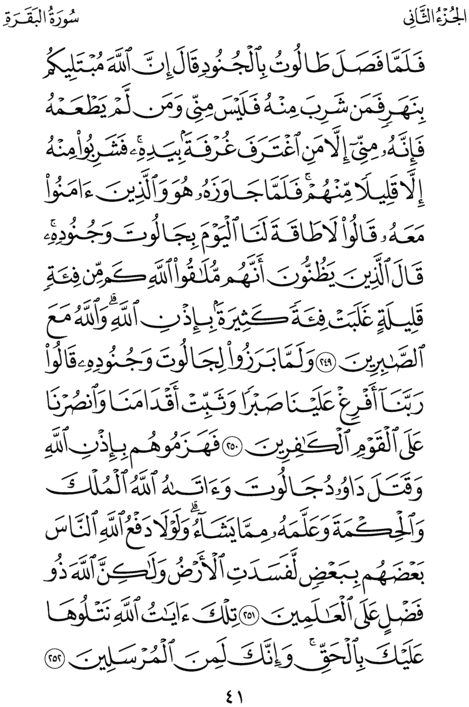 الجُزْءُ الثَّانِي
سُورَةُ البَقَرَةِ
فَلَمَّا فَصَلَ طَالُوتُ بِٱلْجُنُودِ قَالَ إِنَّ ٱللَّهَ مُبْتَلِيكُم
بِنَهَرٍ فَمَن شَرِبَ مِنْهُ فَلَيْسَ مِنِّي وَمَن لَّمْ يَطْعَمْهُ
فَإِنَّهُۥ مِنِّيٓ إِلَّا مَنِ ٱغْتَرَفَ غُرْفَةَۢ بِيَدِهِۦۚ فَشَرِبُوا۟ مِنْهُ
إِلَّا قَلِيلًا مِّنْهُمْۚ فَلَمَّا جَاوَزَهُۥ هُوَ وَٱلَّذِينَ ءَامَنُوا۟
مَعَهُۥ قَالُوا۟ لَا طَاقَةَ لَنَا ٱلْيَوْمَ بِجَالُوتَ وَجُنُودِهِۦۚ
قَالَ ٱلَّذِينَ يَظُنُّونَ أَنَّهُم مُّلَٰقُوا۟ ٱللَّهِ كَم مِّن فِئَةٍ
قَلِيلَةٍ غَلَبَتْ فِئَةً كَثِيرَةَۢ بِإِذْنِ ٱللَّهِۗ وَٱللَّهُ مَعَ
ٱلصَّٰبِرِينَ ٢٤٩ وَلَمَّا بَرَزُوا۟ لِجَالُوتَ وَجُنُودِهِۦ قَالُوا۟
رَبَّنَآ أَفْرِغْ عَلَيْنَا صَبْرًا وَثَبِّتْ أَقْدَامَنَا وَٱنصُرْنَا
عَلَى ٱلْقَوْمِ ٱلْكَٰفِرِينَ ٢٥٠ فَهَزَمُوهُم بِإِذْنِ ٱللَّهِ
وَقَتَلَ دَاوُۥدُ جَالُوتَ وَءَاتَىٰهُ ٱللَّهُ ٱلْمُلْكَ
وَٱلْحِكْمَةَ وَعَلَّمَهُۥ مِمَّا يَشَآءُۗ وَلَوْلَا دَفْعُ ٱللَّهِ ٱلنَّاسَ
بَعْضَهُم بِبَعْضٍ لَّفَسَدَتِ ٱلْأَرْضُ وَلَٰكِنَّ ٱللَّهَ ذُو
فَضْلٍ عَلَى ٱلْعَٰلَمِينَ ٢٥١ تِلْكَ ءَايَٰتُ ٱللَّهِ نَتْلُوهَا
عَلَيْكَ بِٱلْحَقِّۚ وَإِنَّكَ لَمِنَ ٱلْمُرْسَلِينَ ٢٥٢
٤١